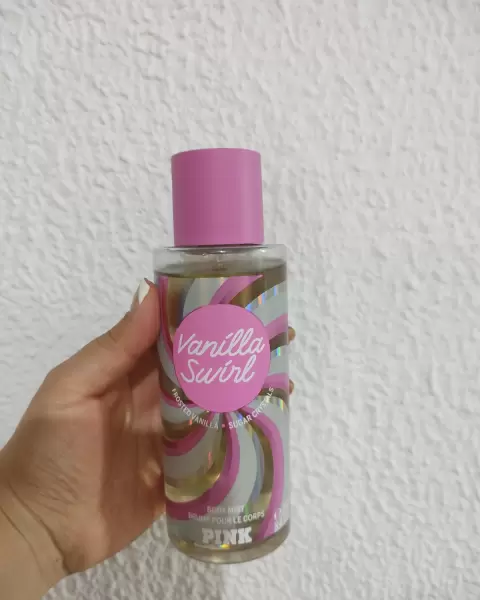 Vanilla
Swirl
FROSTED VANILLA • SUGAR CRYSTALS
BODY MIST
BRUME POUR LE CORPS
PINK